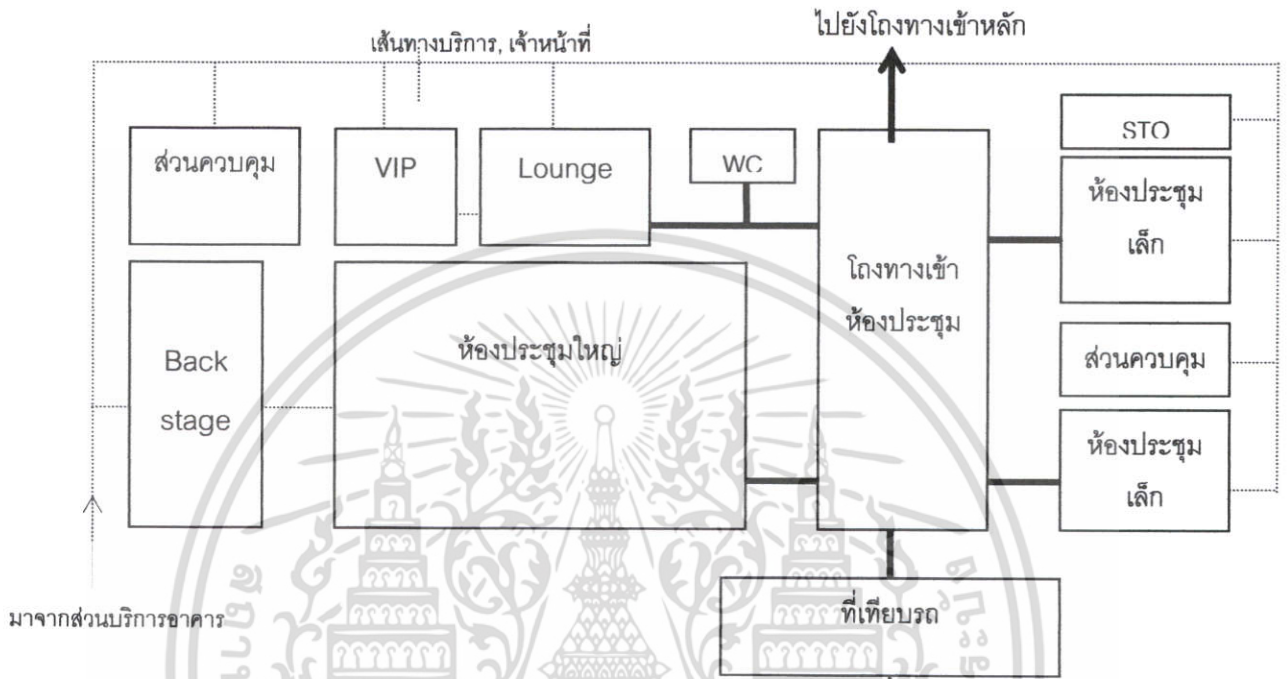 ไปยังโถงทางเข้าหลัก
เส้นทางบริการ, เจ้าหน้าที่
ส่วนควบคุม
VIP
Lounge
WC
STO
ห้องประชุม
เล็ก
โถงทางเข้า
ห้องประชุม
Back
stage
ห้องประชุมใหญ่
ส่วนควบคุม
ห้องประชุม
เล็ก
มาจากส่วนบริการอาคาร
ที่เทียบรถ